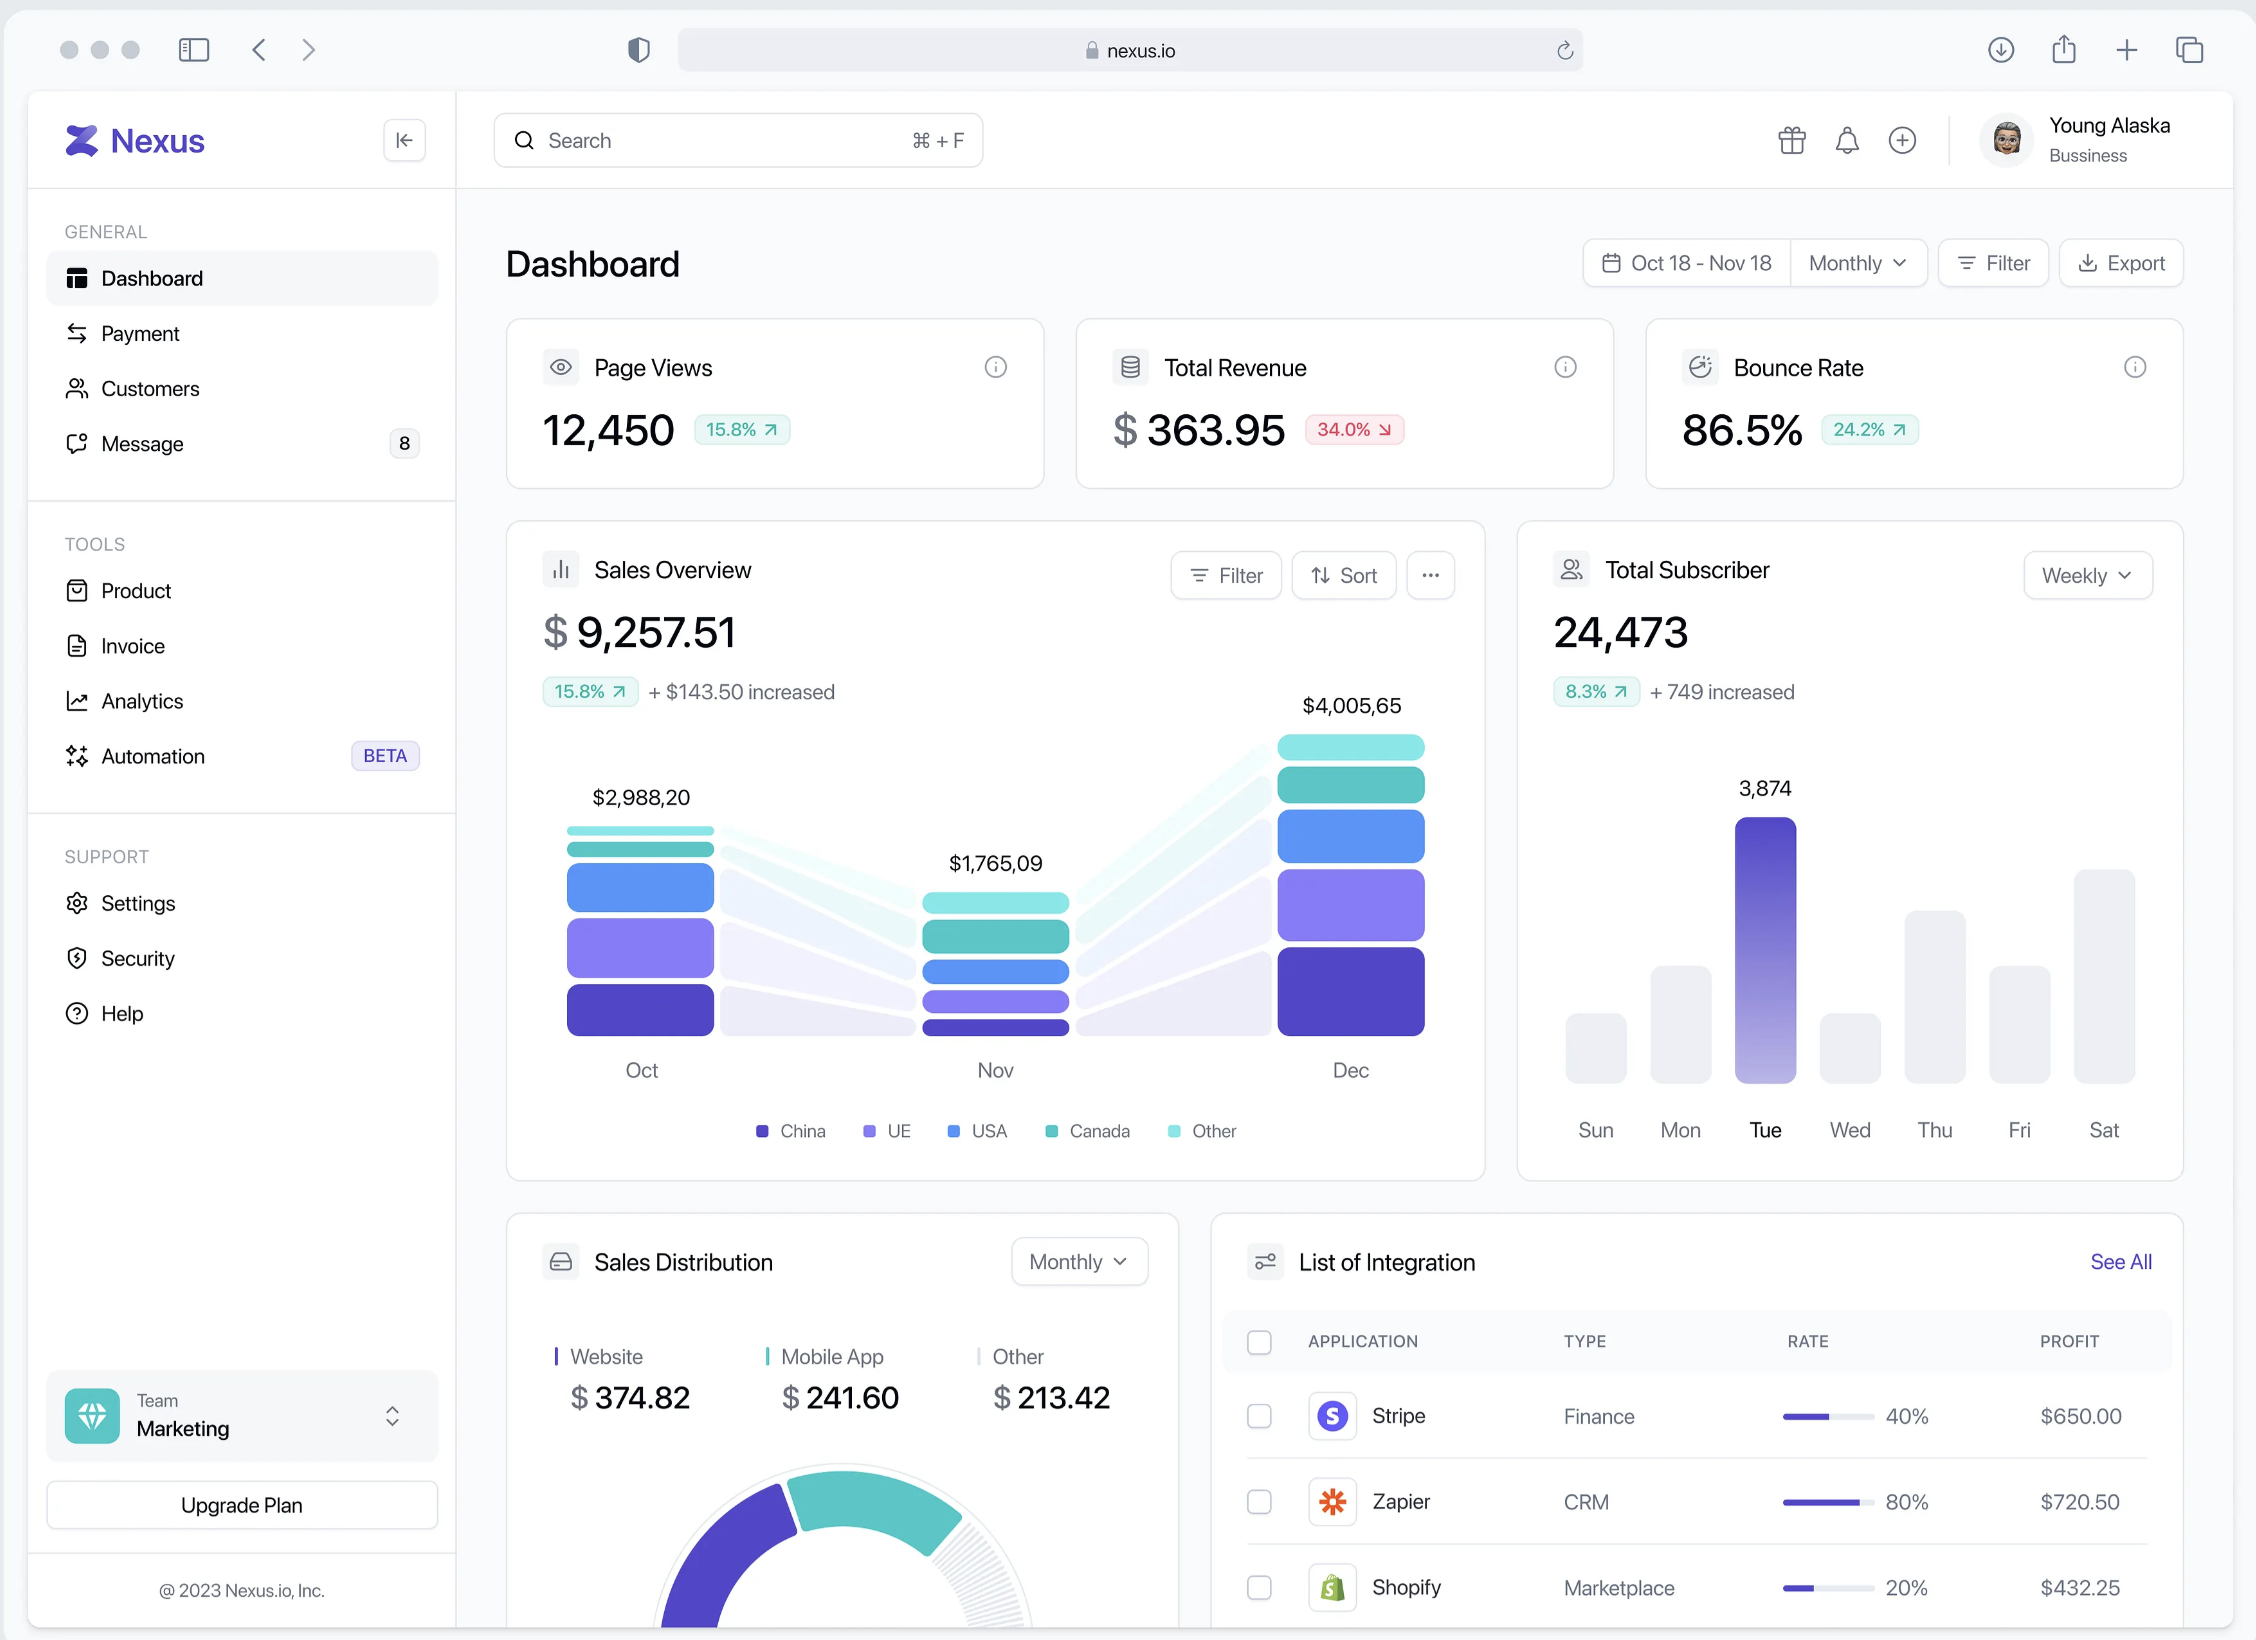 nexus.io
Nexus
Search
⌘ + F
Young Alaska
Bussiness
GENERAL
Dashboard
Payment
Customers
Message
8
TOOLS
Product
Invoice
Analytics
Automation
BETA
SUPPORT
Settings
Security
Help
Team
Marketing
Upgrade Plan
@ 2023 Nexus.io, Inc.
Dashboard
Oct 18 - Nov 18
Monthly
Filter
Export
Page Views
12,450
15.8%
Total Revenue
$ 363.95
34.0%
Bounce Rate
86.5%
24.2%
Sales Overview
Filter
Sort
$ 9,257.51
15.8%
+ $143.50 increased
$2,988,20
$1,765,09
$4,005,65
Oct
Nov
Dec
China
UE
USA
Canada
Other
Total Subscriber
Weekly
24,473
8.3%
+ 749 increased
3,874
Sun
Mon
Tue
Wed
Thu
Fri
Sat
Sales Distribution
Monthly
Website
$ 374.82
Mobile App
$ 241.60
Other
$ 213.42
List of Integration
See All
APPLICATION TYPE RATE PROFIT
S Stripe Finance 40% $650.00
Zapier CRM 80% $720.50
S Shopify Marketplace 20% $432.25